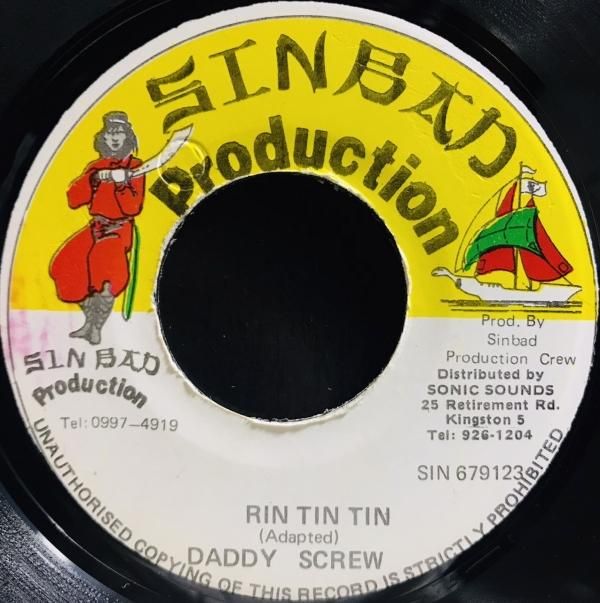 SINBAD
Production
SINBAD
Production
Tel: 0997-4919
Prod. By
Sinbad
Production Crew
Distributed by
SONIC SOUNDS
25 Retirement Rd.
Kingston 5
Tel: 926-1204
SIN 679123
RIN TIN TIN
(Adapted)
DADDY SCREW
UNAUTHORISED COPYING OF THIS RECORD IS STRICTLY PROHIBITED.